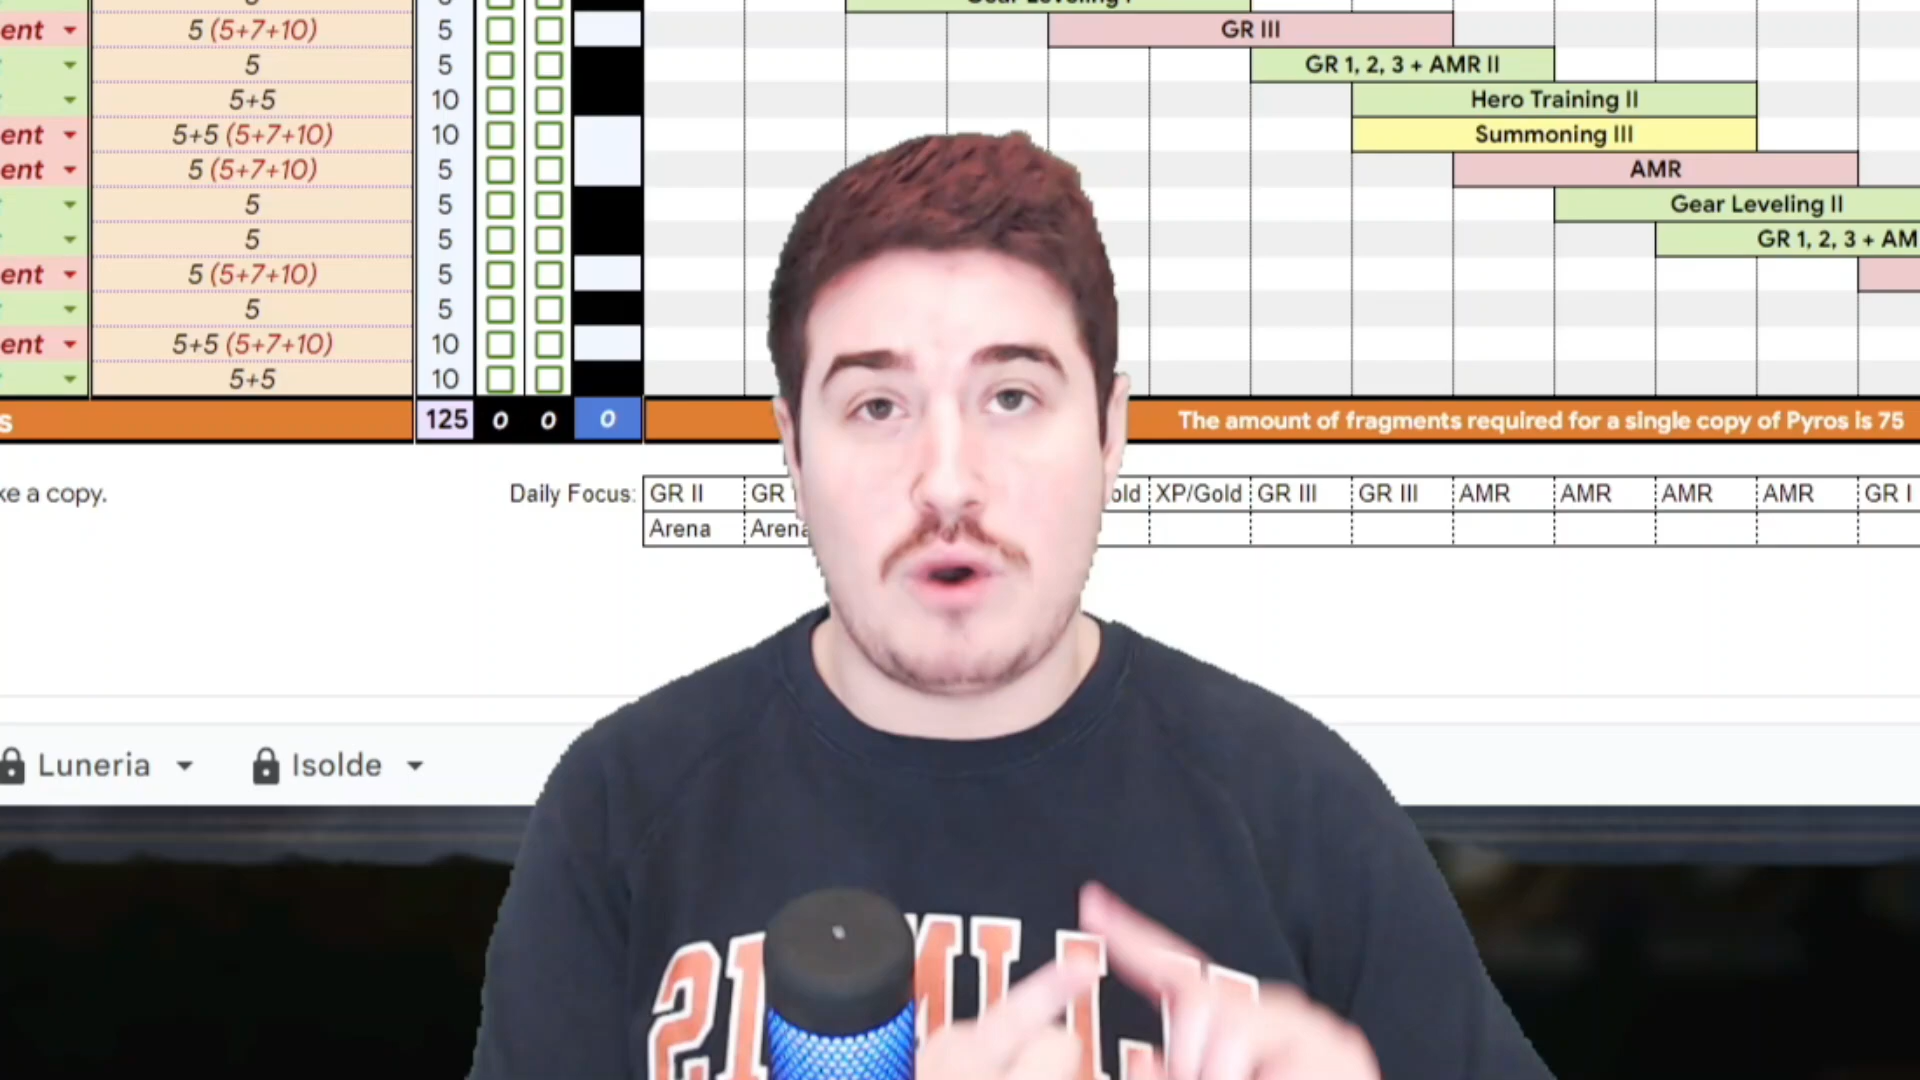 Gear Leveling I
ent 5 (5+7+10) 5 GR III
5 5 GR 1, 2, 3 + AMR II
5+5 10 Hero Training II
ent 5+5 (5+7+10) 10 Summoning III
ent 5 (5+7+10) 5 AMR
5 5 Gear Leveling II
5 5 GR 1, 2, 3 + AM
ent 5 (5+7+10) 5
5 5
ent 5+5 (5+7+10) 10
5+5 10
s 125 0 0 0 The amount of fragments required for a single copy of Pyros is 75
ke a copy. Daily Focus: GR II GR old XP/Gold GR III GR III AMR AMR AMR AMR GR I
Arena Arena
Luneria Isolde